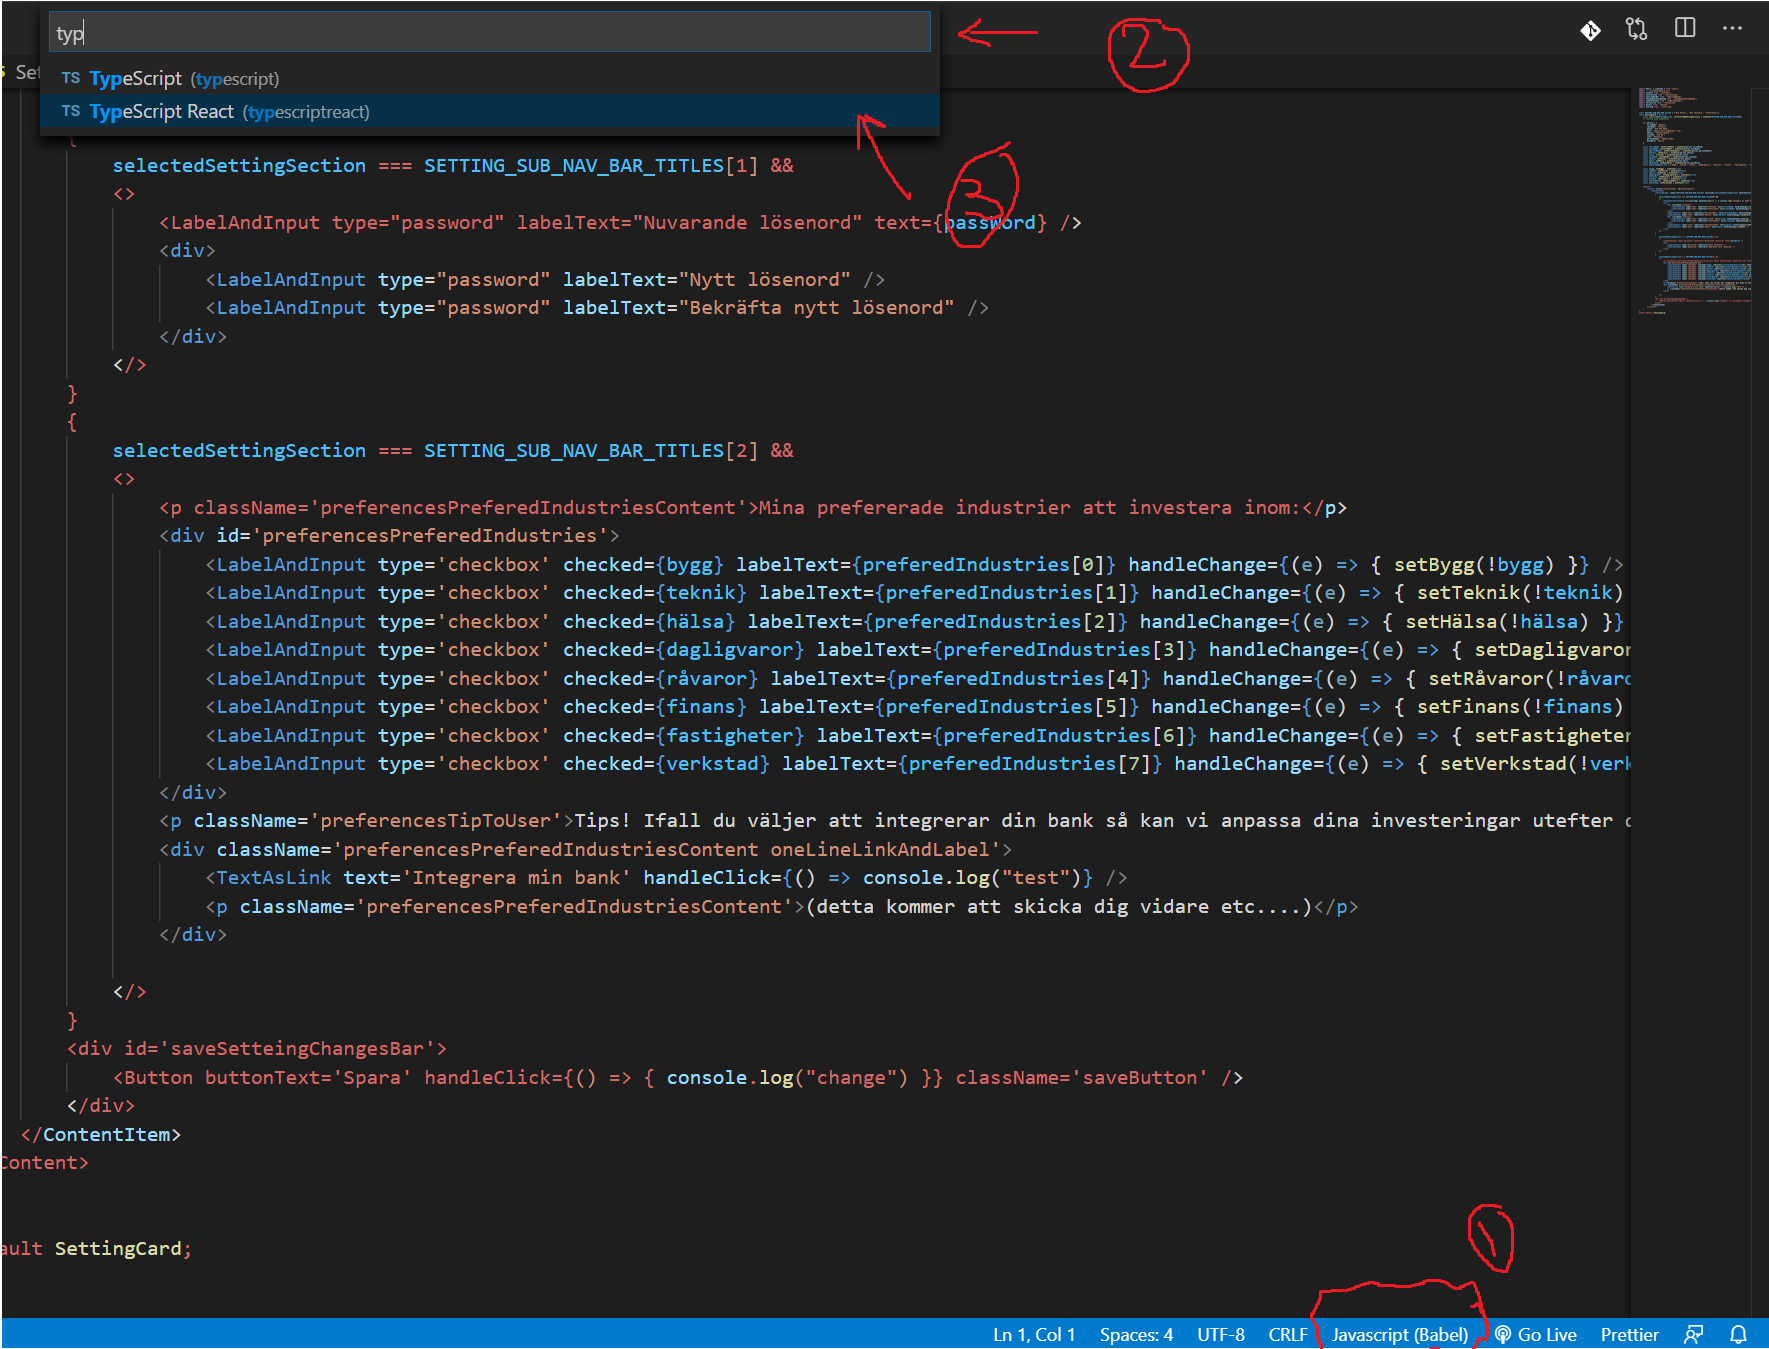 typ
TS TypeScript (typescript)
TS TypeScript React (typescriptreact)
2
3
{
selectedSettingSection === SETTING_SUB_NAV_BAR_TITLES[1] &&
<>
<LabelAndInput type="password" labelText="Nuvarande lösenord" text={password} />
<div>
<LabelAndInput type="password" labelText="Nytt lösenord" />
<LabelAndInput type="password" labelText="Bekräfta nytt lösenord" />
</div>
</>
}
{
selectedSettingSection === SETTING_SUB_NAV_BAR_TITLES[2] &&
<>
<p className='preferencesPreferedIndustriesContent'>Mina prefererade industrier att investera inom:</p>
<div id='preferencesPreferedIndustries'>
<LabelAndInput type='checkbox' checked={bygg} labelText={preferedIndustries[0]} handleChange={(e) => { setBygg(!bygg) }} />
<LabelAndInput type='checkbox' checked={teknik} labelText={preferedIndustries[1]} handleChange={(e) => { setTeknik(!teknik)
<LabelAndInput type='checkbox' checked={hälsa} labelText={preferedIndustries[2]} handleChange={(e) => { setHälsa(!hälsa) }}
<LabelAndInput type='checkbox' checked={dagligvaror} labelText={preferedIndustries[3]} handleChange={(e) => { setDagligvaror
<LabelAndInput type='checkbox' checked={råvaror} labelText={preferedIndustries[4]} handleChange={(e) => { setRåvaror(!råvaro
<LabelAndInput type='checkbox' checked={finans} labelText={preferedIndustries[5]} handleChange={(e) => { setFinans(!finans)
<LabelAndInput type='checkbox' checked={fastigheter} labelText={preferedIndustries[6]} handleChange={(e) => { setFastigheter
<LabelAndInput type='checkbox' checked={verkstad} labelText={preferedIndustries[7]} handleChange={(e) => { setVerkstad(!verk
</div>
<p className='preferencesTipToUser'>Tips! Ifall du väljer att integrerar din bank så kan vi anpassa dina investeringar utefter
<div className='preferencesPreferedIndustriesContent oneLineLinkAndLabel'>
<TextAsLink text='Integrera min bank' handleClick={() => console.log("test")} />
<p className='preferencesPreferedIndustriesContent'>(detta kommer att skicka dig vidare etc....)</p>
</div>
</>
}
<div id='saveSetteingChangesBar'>
<Button buttonText='Spara' handleClick={() => { console.log("change") }} className='saveButton' />
</div>
</ContentItem>
Content>
ault SettingCard;
1
Ln 1, Col 1 Spaces: 4 UTF-8 CRLF Javascript (Babel) Go Live Prettier